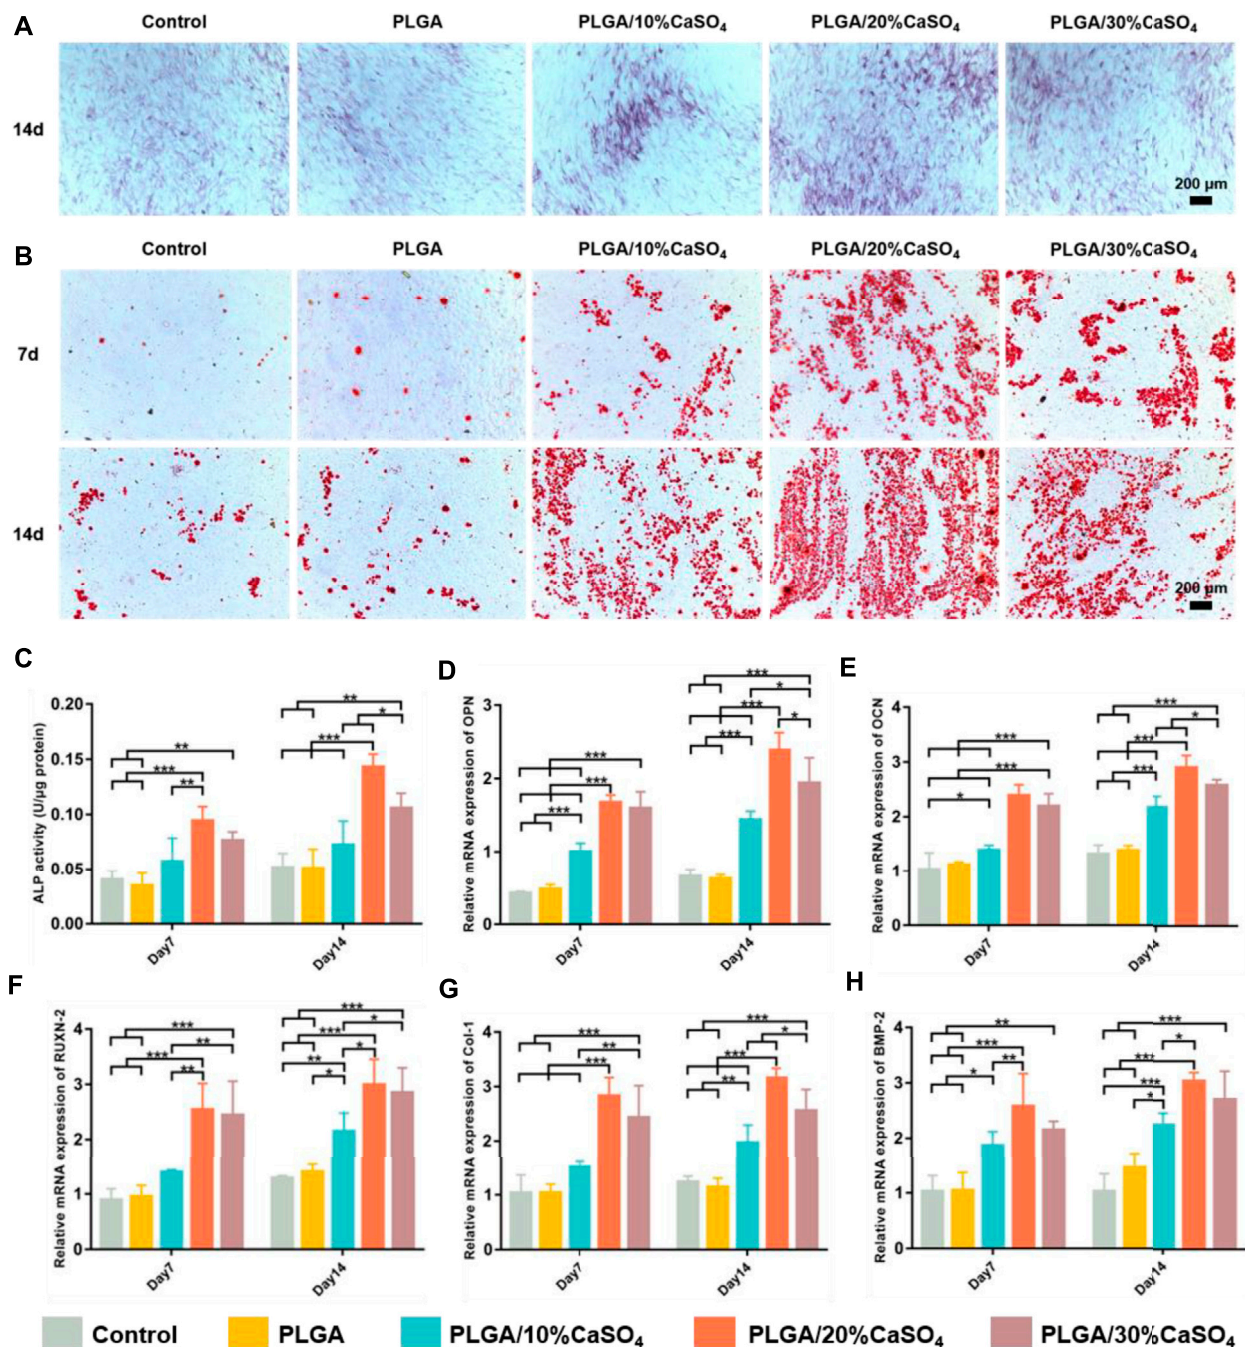 A
Control PLGA PLGA/10%CaSO₄ PLGA/20%CaSO₄ PLGA/30%CaSO₄
14d
200 μm
B
Control PLGA PLGA/10%CaSO₄ PLGA/20%CaSO₄ PLGA/30%CaSO₄
7d
14d
200 μm
C
ALP activity (U/μg protein)
0.20
0.15
0.10
0.05
0.00
** *** ** ** * ***
Day7 Day14
D
Relative mRNA expression of OPN
3
2
1
0
*** *** *** *** * *** * ***
Day7 Day14
E
Relative mRNA expression of OCN
4
3
2
1
0
*** *** * *** * *** ***
Day7 Day14
F
Relative mRNA expression of RUXN-2
4
3
2
1
0
*** ** *** ** *** * *** * ** *
Day7 Day14
G
Relative mRNA expression of Col-1
4
3
2
1
0
*** ** *** *** * *** **
Day7 Day14
H
Relative mRNA expression of BMP-2
4
3
2
1
0
** *** ** * *** * *** *** *
Day7 Day14
Control PLGA PLGA/10%CaSO₄ PLGA/20%CaSO₄ PLGA/30%CaSO₄